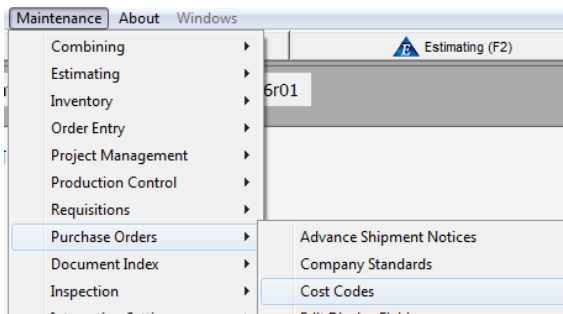 Maintenance About Windows
Combining
Estimating (F2)
Estimating
6r01
Inventory
Order Entry
Project Management
Production Control
Requisitions
Purchase Orders
Advance Shipment Notices
Document Index
Company Standards
Inspection
Cost Codes